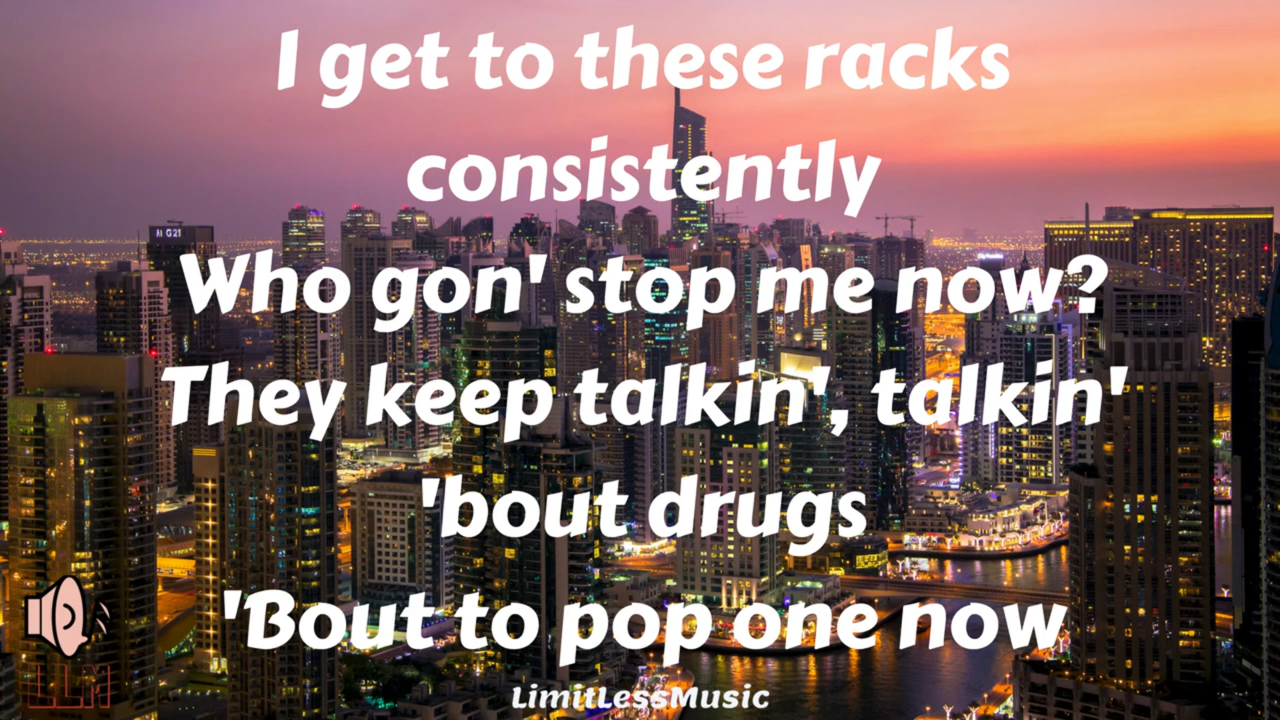 I get to these racks
consistently
Who gon' stop me now?
They keep talkin', talkin'
'bout drugs
'Bout to pop one now
LimitLessMusic
LLM